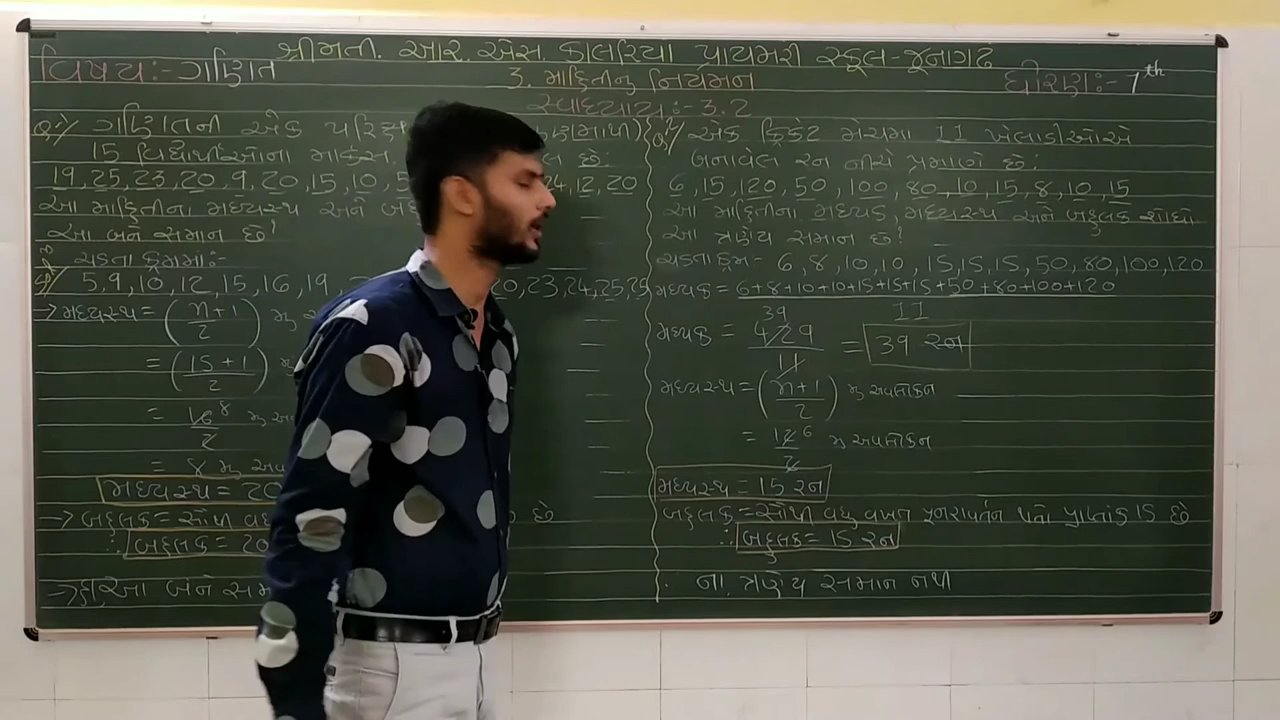 શ્રીમતી. આર. એસ. કાલરિયા પ્રાયમરી સ્કૂલ-જૂનાગઢ
વિષય:-ગણિત
3. માહિતીનું નિયમન
ધોરણ:- 7th
સ્વાધ્યાય:- 3.2
ગણિતની એક
15 વિદ્યાર્થીઓના માર્કસ છે:
19, 25, 23, 20, 9, 20, 15, 10, 5 12, 20
આ માહિતીના મધ્યસ્થ અને
આ બંને સમાન છે?
ચડતા ક્રમમાં:-
5, 9, 10, 12, 15, 16, 19 20, 23, 24, 25, 25
→ મધ્યસ્થ = (n+1/2) મુ
= (15+1/2) મુ
= 16/2 8 મુ
= 8 મુ
મધ્યસ્થ = 20
→ બહુલક = સૌથી વધુ છે
∴ બહુલક = 20
→ હા, આ બંને
એક ક્રિકેટ મેચમાં 11 ખેલાડીઓએ
બનાવેલ રન નીચે પ્રમાણે છે:
6, 15, 120, 50, 100, 80, 10, 15, 8, 10, 15
આ માહિતીના મધ્યક, મધ્યસ્થ અને બહુલક શોધો
આ ત્રણેય સમાન છે?
ચડતા ક્રમ- 6, 8, 10, 10, 15, 15, 15, 50, 80, 100, 120
મધ્યક = 6+8+10+10+15+15+15+50+80+100+120
11
મધ્યક = 429/11 39 = 39 રન
મધ્યસ્થ = (n+1/2) મુ અવલોકન
= 12/2 6 મુ અવલોકન
મધ્યસ્થ = 15 રન
બહુલક = સૌથી વધુ વખત પુનરાવર્તન થતો પ્રાપ્તાંક 15 છે
∴ બહુલક = 15 રન
ના. ત્રણેય સમાન નથી